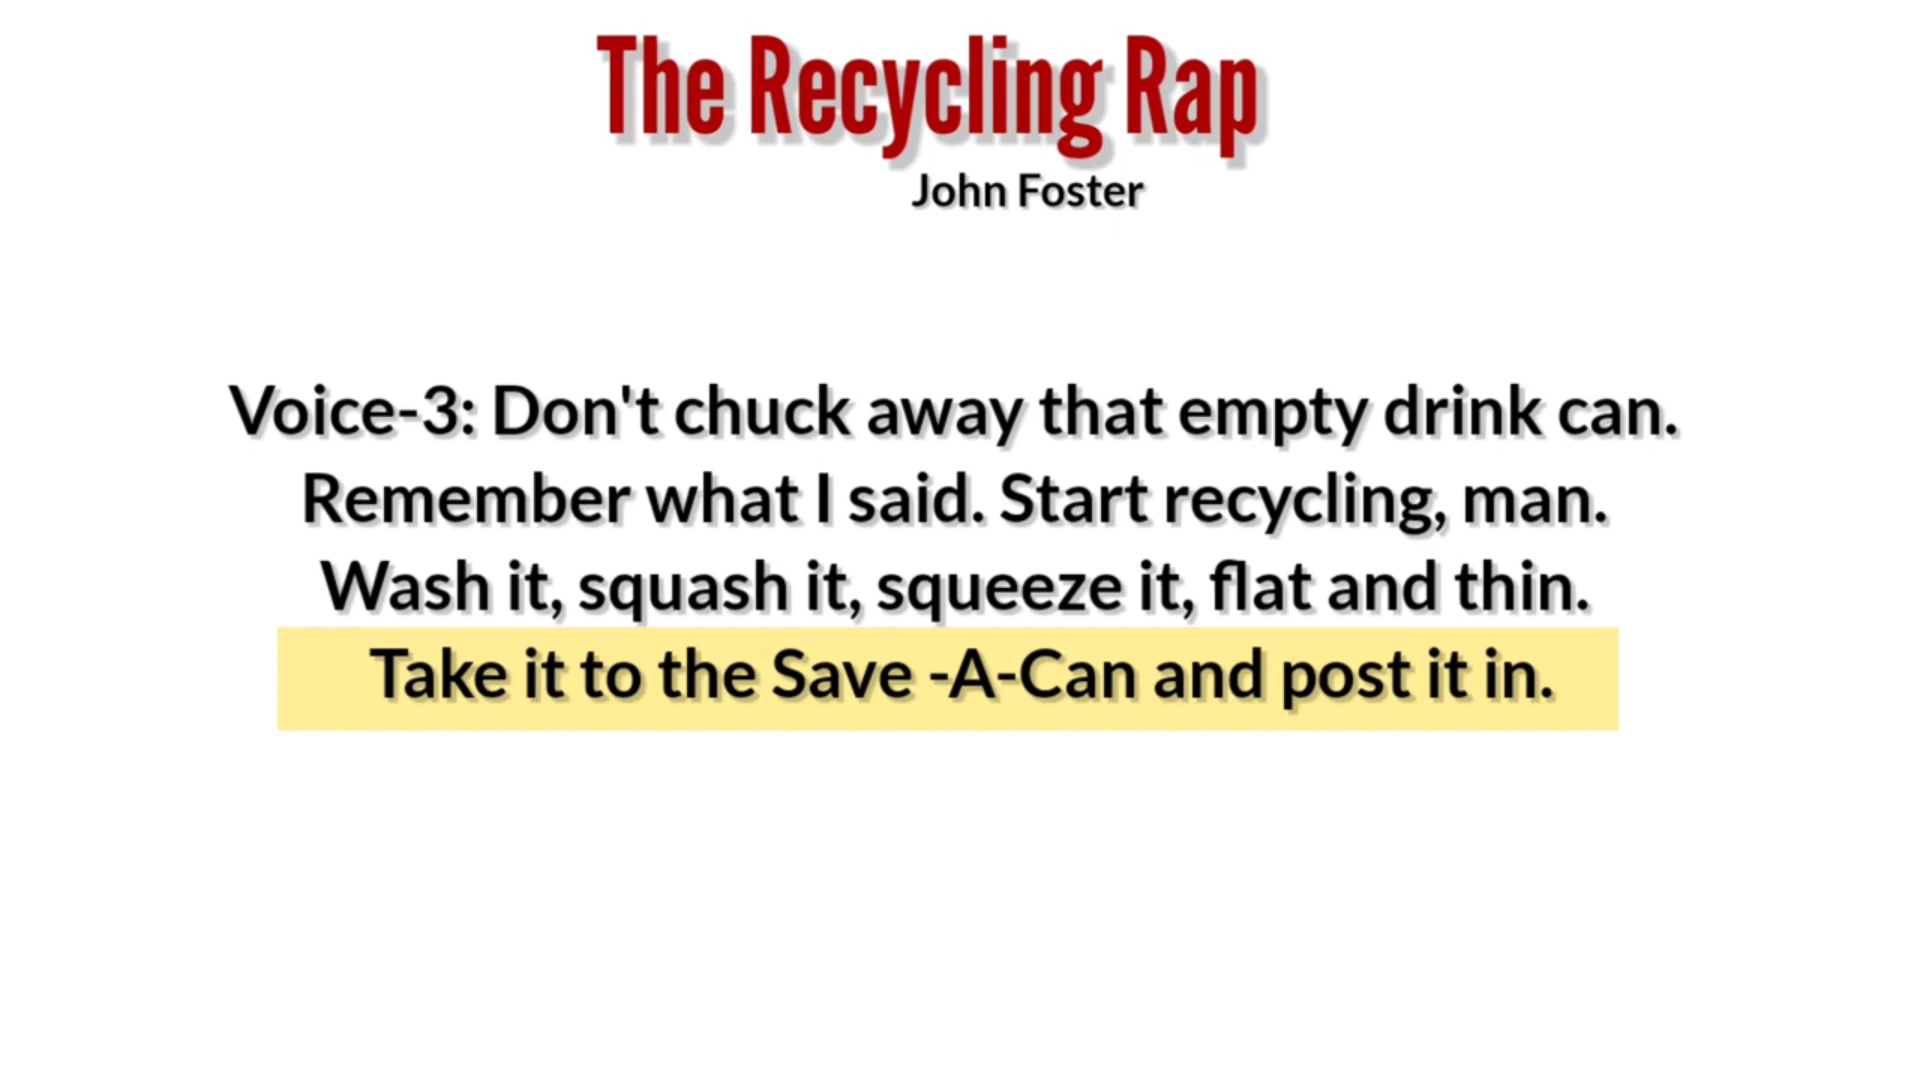 The Recycling Rap
John Foster
Voice-3: Don't chuck away that empty drink can.
Remember what I said. Start recycling, man.
Wash it, squash it, squeeze it, flat and thin.
Take it to the Save -A-Can and post it in.